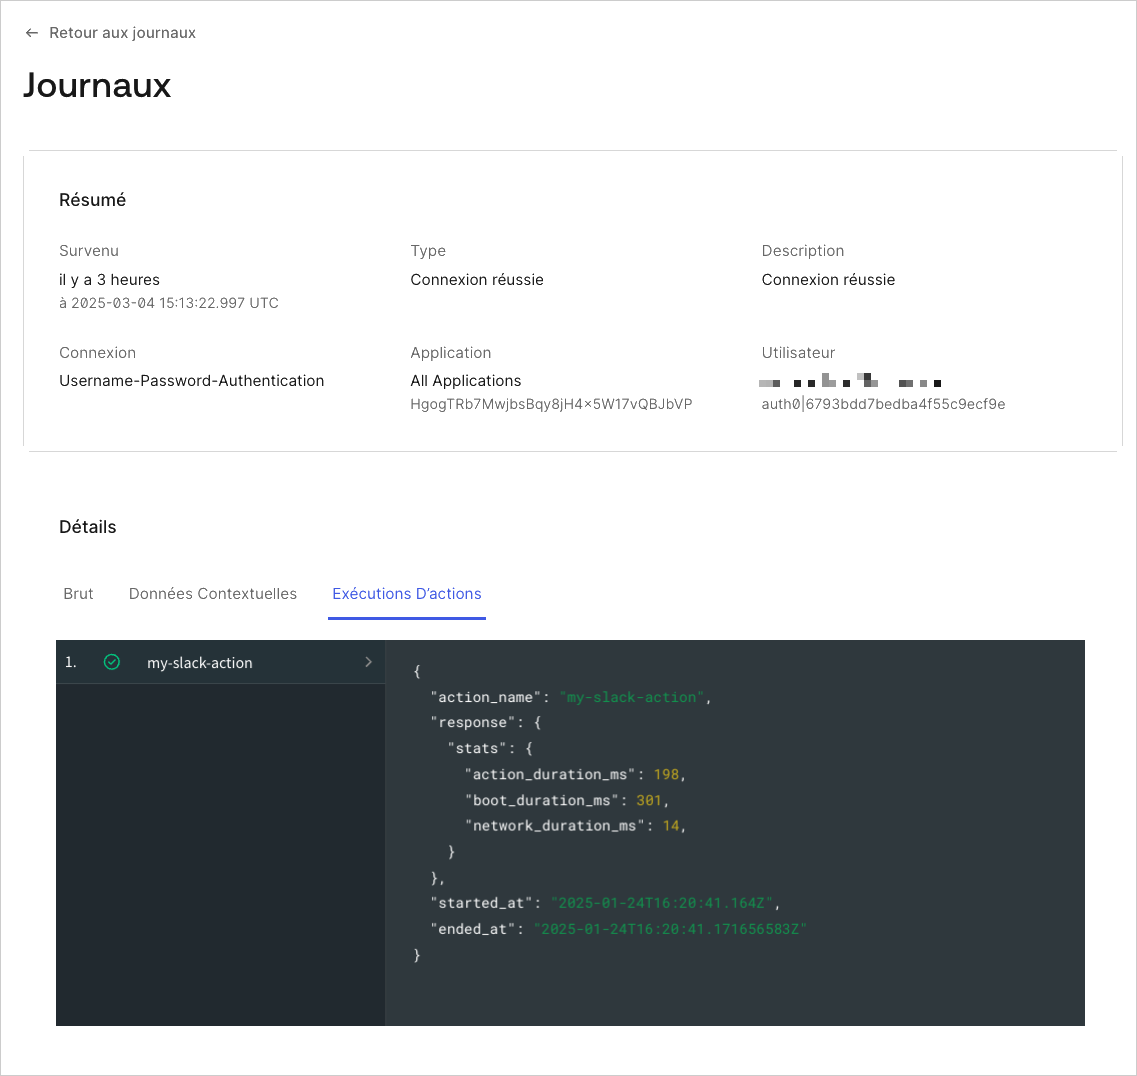 ← Retour aux journaux
Journaux
Résumé
Survenu
il y a 3 heures
à 2025-03-04 15:13:22.997 UTC
Type
Connexion réussie
Description
Connexion réussie
Connexion
Username-Password-Authentication
Application
All Applications
HgogTRb7MwjbsBqy8jH4x5W17vQBJbVP
Utilisateur
auth0|6793bdd7bedba4f55c9ecf9e
Détails
Brut
Données Contextuelles
Exécutions D’actions
1. my-slack-action
{
"action_name": "my-slack-action",
"response": {
"stats": {
"action_duration_ms": 198,
"boot_duration_ms": 301,
"network_duration_ms": 14,
}
},
"started_at": "2025-01-24T16:20:41.164Z",
"ended_at": "2025-01-24T16:20:41.171656583Z"
}